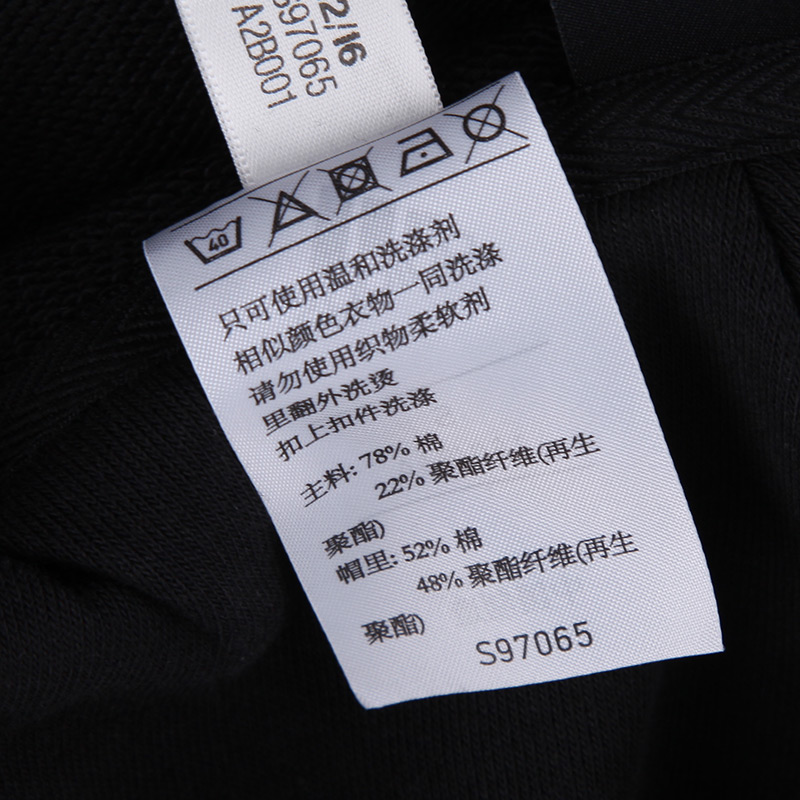 2/16
S97065
A2B001
40
只可使用温和洗涤剂
相似颜色衣物一同洗涤
请勿使用织物柔软剂
里翻外洗烫
扣上扣件洗涤
主料: 78% 棉
22% 聚酯纤维(再生
聚酯)
帽里: 52% 棉
48% 聚酯纤维(再生
聚酯)
S97065